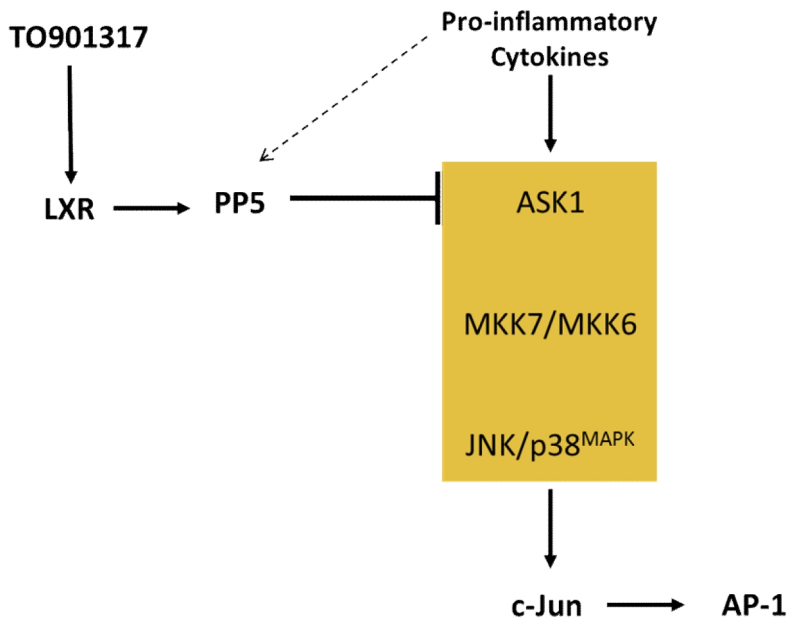 TO901317
Pro-inflammatory
Cytokines
LXR
PP5
ASK1
MKK7/MKK6
JNK/p38MAPK
c-Jun
AP-1